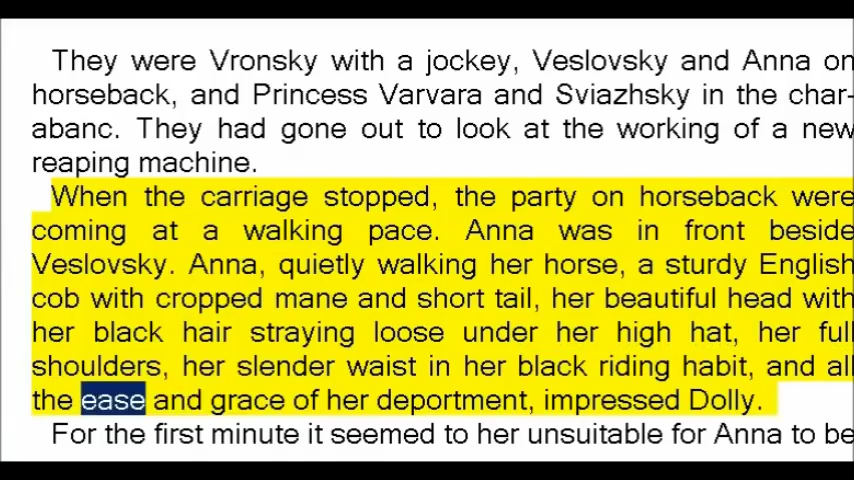 They were Vronsky with a jockey, Veslovsky and Anna on
horseback, and Princess Varvara and Sviazhsky in the char-
abanc. They had gone out to look at the working of a new
reaping machine.
When the carriage stopped, the party on horseback were
coming at a walking pace. Anna was in front beside
Veslovsky. Anna, quietly walking her horse, a sturdy English
cob with cropped mane and short tail, her beautiful head with
her black hair straying loose under her high hat, her full
shoulders, her slender waist in her black riding habit, and all
the ease and grace of her deportment, impressed Dolly.
For the first minute it seemed to her unsuitable for Anna to be